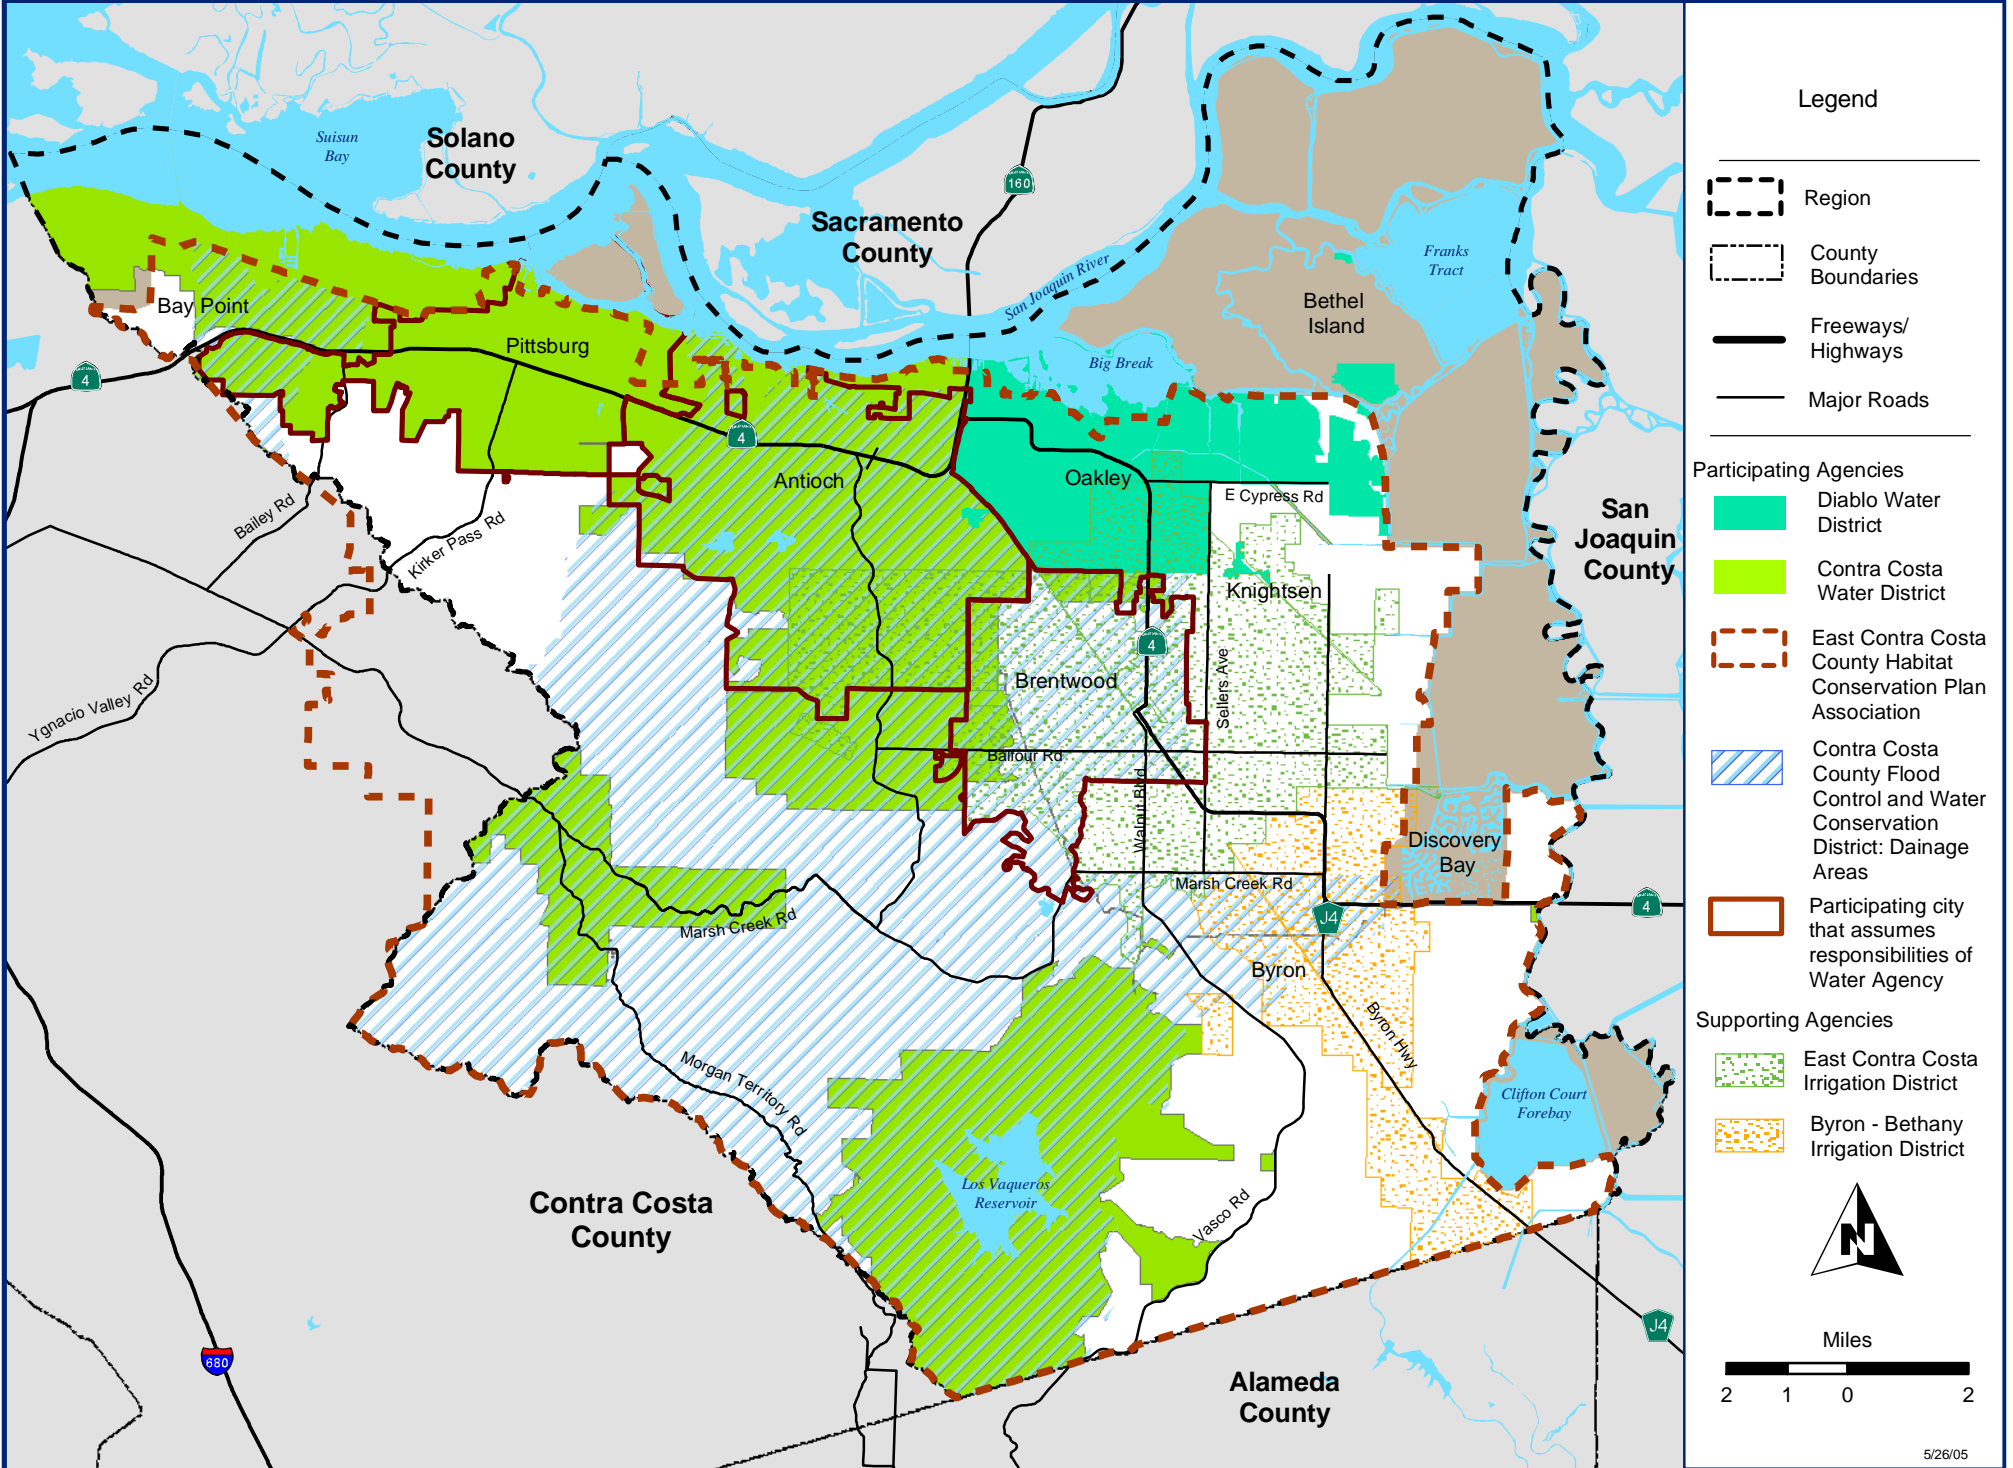 Suisun
Bay
Solano
County
Sacramento
County
160
San Joaquin River
Franks
Tract
Bethel
Island
Big Break
Bay Point
Pittsburg
4
4
Antioch
Oakley
E Cypress Rd
San
Joaquin
County
Bailey Rd
Kirker Pass Rd
Knightsen
4
Ygnacio Valley Rd
Brentwood
Sellers Ave
Balfour Rd
Walnut Blvd
Discovery
Bay
Marsh Creek Rd
Marsh Creek Rd
J4
4
Byron
Byron Hwy
Morgan Territory Rd
Clifton Court
Forebay
Los Vaqueros
Reservoir
Vasco Rd
Contra Costa
County
680
J4
Alameda
County
Legend
Region
County
Boundaries
Freeways/
Highways
Major Roads
Participating Agencies
Diablo Water
District
Contra Costa
Water District
East Contra Costa
County Habitat
Conservation Plan
Association
Contra Costa
County Flood
Control and Water
Conservation
District: Dainage
Areas
Participating city
that assumes
responsibilities of
Water Agency
Supporting Agencies
East Contra Costa
Irrigation District
Byron - Bethany
Irrigation District
N
Miles
2 1 0 2
5/26/05